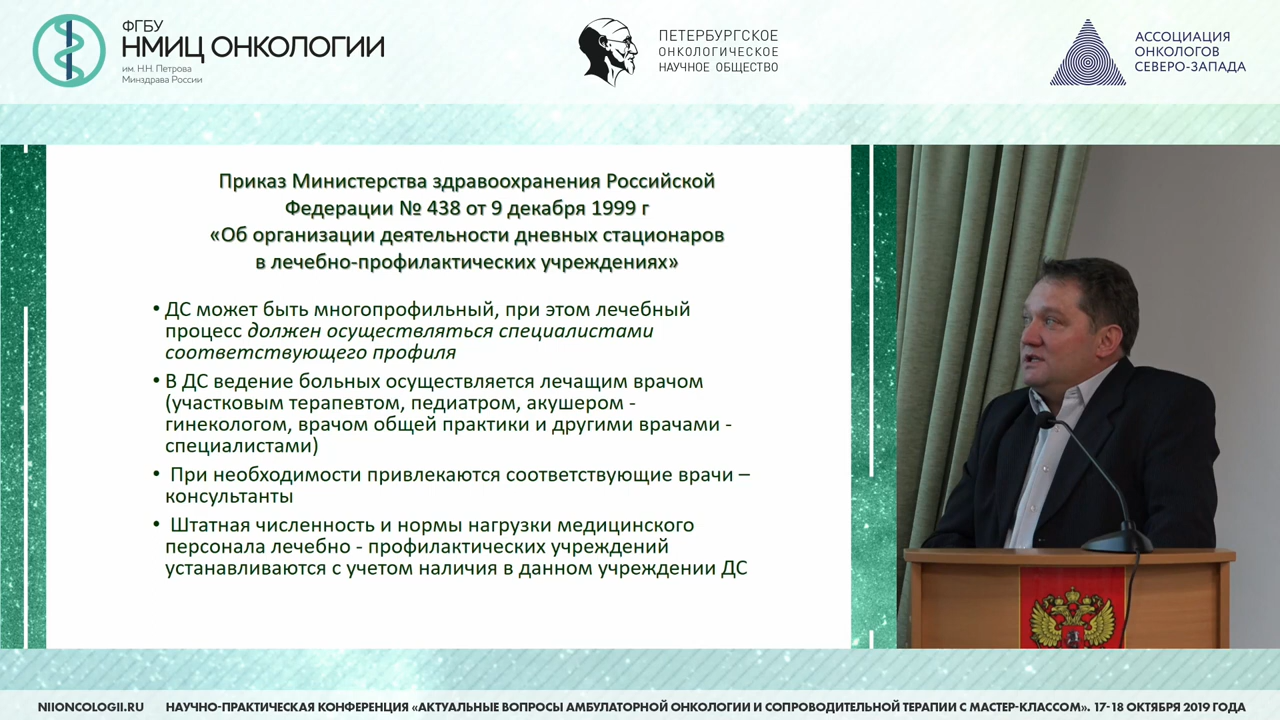 ФГБУ
НМИЦ ОНКОЛОГИИ
им. Н.Н. Петрова
Минздрава России
ПЕТЕРБУРГСКОЕ
ОНКОЛОГИЧЕСКОЕ
НАУЧНОЕ ОБЩЕСТВО
АССОЦИАЦИЯ
ОНКОЛОГОВ
СЕВЕРО-ЗАПАДА
Приказ Министерства здравоохранения Российской
Федерации № 438 от 9 декабря 1999 г
«Об организации деятельности дневных стационаров
в лечебно-профилактических учреждениях»
• ДС может быть многопрофильный, при этом лечебный
процесс должен осуществляться специалистами
соответствующего профиля
• В ДС ведение больных осуществляется лечащим врачом
(участковым терапевтом, педиатром, акушером -
гинекологом, врачом общей практики и другими врачами -
специалистами)
• При необходимости привлекаются соответствующие врачи –
консультанты
• Штатная численность и нормы нагрузки медицинского
персонала лечебно - профилактических учреждений
устанавливаются с учетом наличия в данном учреждении ДС
NIIONCOLOGII.RU НАУЧНО-ПРАКТИЧЕСКАЯ КОНФЕРЕНЦИЯ «АКТУАЛЬНЫЕ ВОПРОСЫ АМБУЛАТОРНОЙ ОНКОЛОГИИ И СОПРОВОДИТЕЛЬНОЙ ТЕРАПИИ С МАСТЕР-КЛАССОМ». 17-18 ОКТЯБРЯ 2019 ГОДА